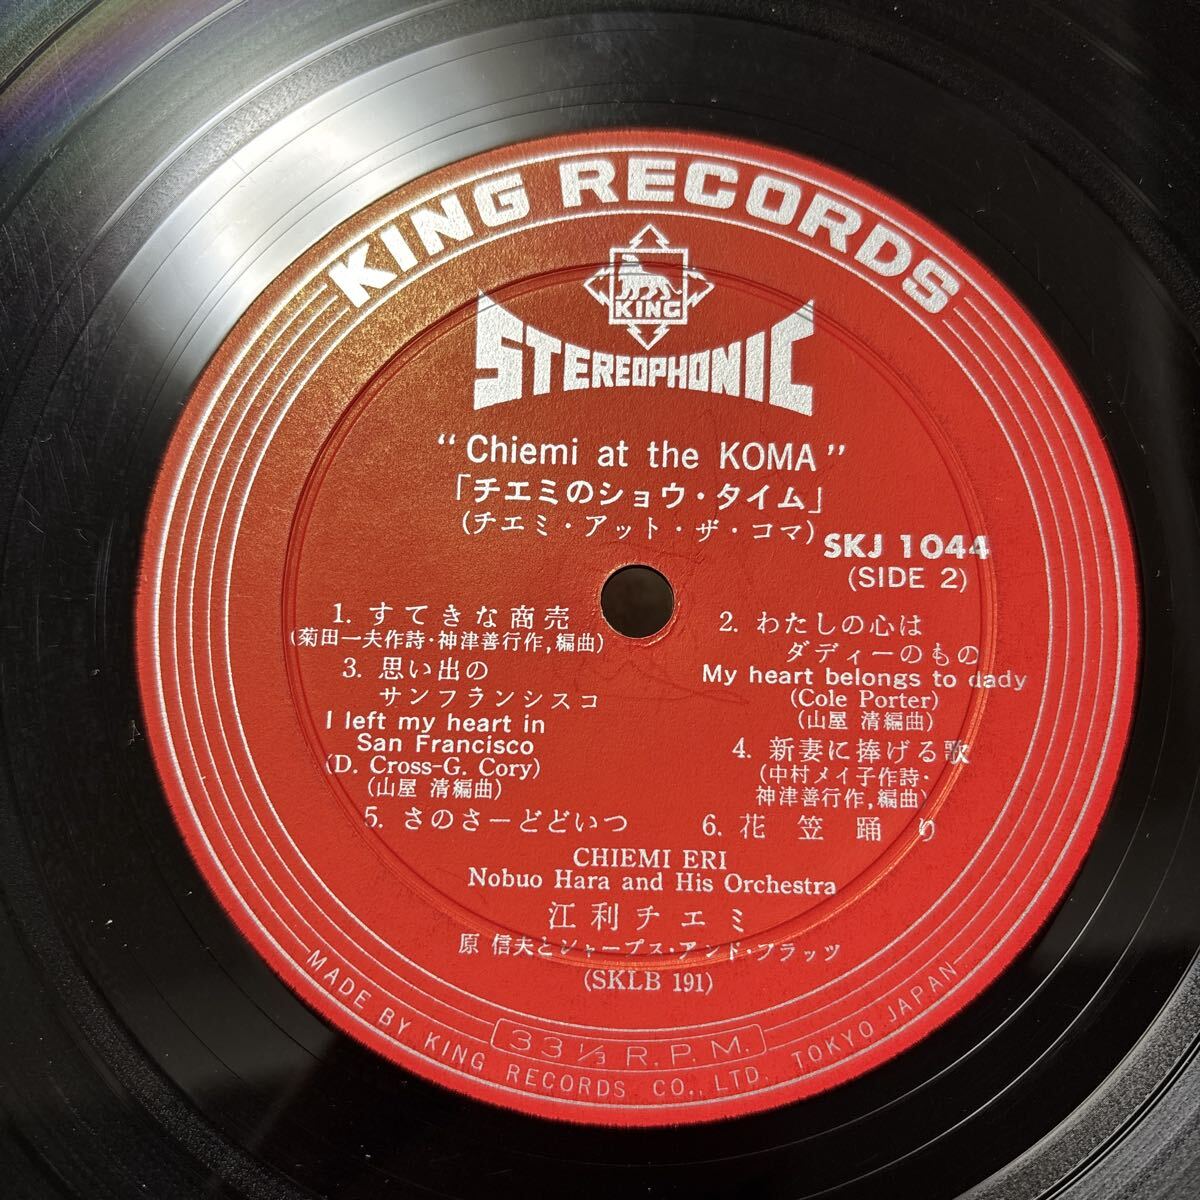 KING RECORDS
KING
STEREOPHONIC
“Chiemi at the KOMA”
「チエミのショウ・タイム」
(チエミ・アット・ザ・コマ)
SKJ 1044
(SIDE 2)
1. すてきな商売
(菊田一夫作詩・神津善行作,編曲)
2. わたしの心は
ダディーのもの
My heart belongs to dady
(Cole Porter)
(山屋 清編曲)
3. 思い出の
サンフランシスコ
I left my heart in
San Francisco
(D. Cross-G. Cory)
(山屋 清編曲)
4. 新妻に捧げる歌
(中村メイ子作詩・
神津善行作,編曲)
5. さのさーどどいつ
6. 花笠踊り
CHIEMI ERI
Nobuo Hara and His Orchestra
江利チエミ
原 信夫とシャープス・アンド・フラッツ
(SKLB 191)
33⅓ R.P.M.
MADE BY KING RECORDS CO., LTD. TOKYO JAPAN